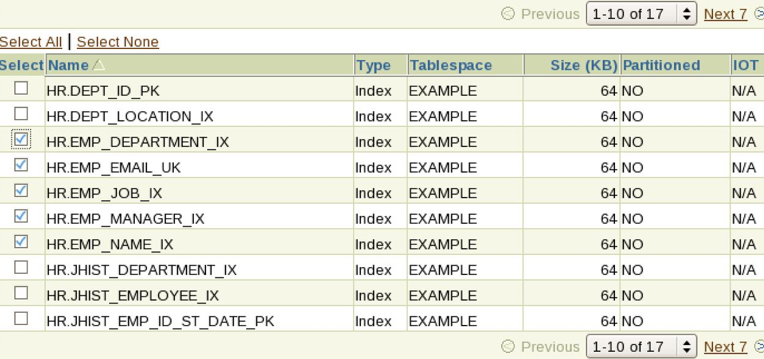 Previous 1-10 of 17 Next 7
Select All | Select None
Select Name Type Tablespace Size (KB) Partitioned IOT
HR.DEPT_ID_PK Index EXAMPLE 64 NO N/A
HR.DEPT_LOCATION_IX Index EXAMPLE 64 NO N/A
HR.EMP_DEPARTMENT_IX Index EXAMPLE 64 NO N/A
HR.EMP_EMAIL_UK Index EXAMPLE 64 NO N/A
HR.EMP_JOB_IX Index EXAMPLE 64 NO N/A
HR.EMP_MANAGER_IX Index EXAMPLE 64 NO N/A
HR.EMP_NAME_IX Index EXAMPLE 64 NO N/A
HR.JHIST_DEPARTMENT_IX Index EXAMPLE 64 NO N/A
HR.JHIST_EMPLOYEE_IX Index EXAMPLE 64 NO N/A
HR.JHIST_EMP_ID_ST_DATE_PK Index EXAMPLE 64 NO N/A
Previous 1-10 of 17 Next 7